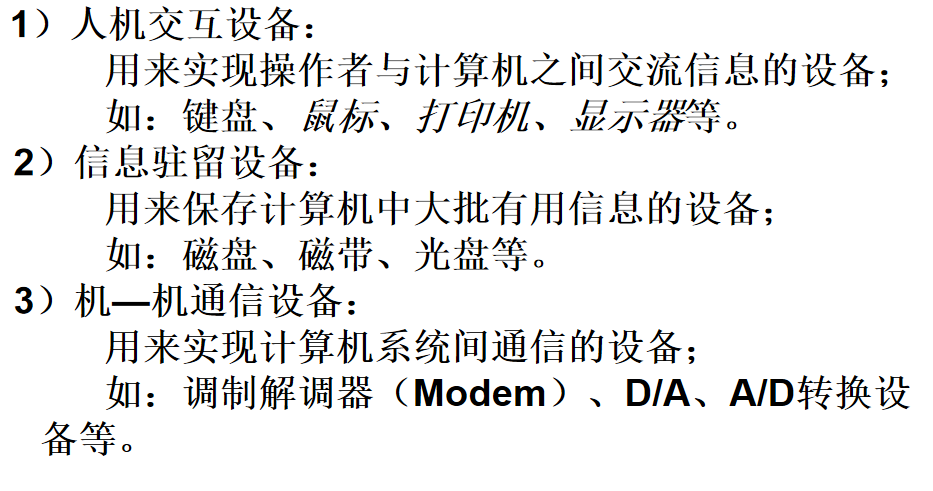 1）人机交互设备：
用来实现操作者与计算机之间交流信息的设备；
如：键盘、鼠标、打印机、显示器等。
2）信息驻留设备：
用来保存计算机中大批有用信息的设备；
如：磁盘、磁带、光盘等。
3）机—机通信设备：
用来实现计算机系统间通信的设备；
如：调制解调器（Modem）、D/A、A/D转换设
备等。